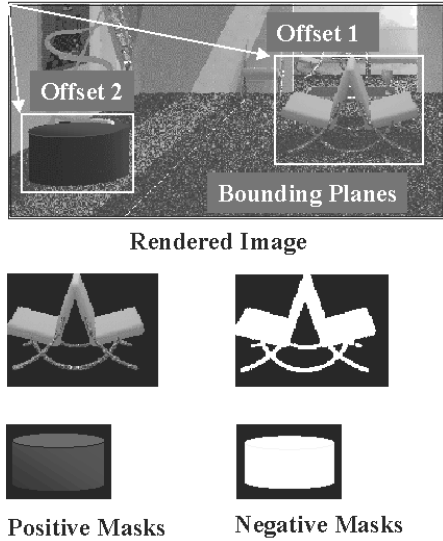 Offset 1
Offset 2
Bounding Planes
Rendered Image
Positive Masks
Negative Masks